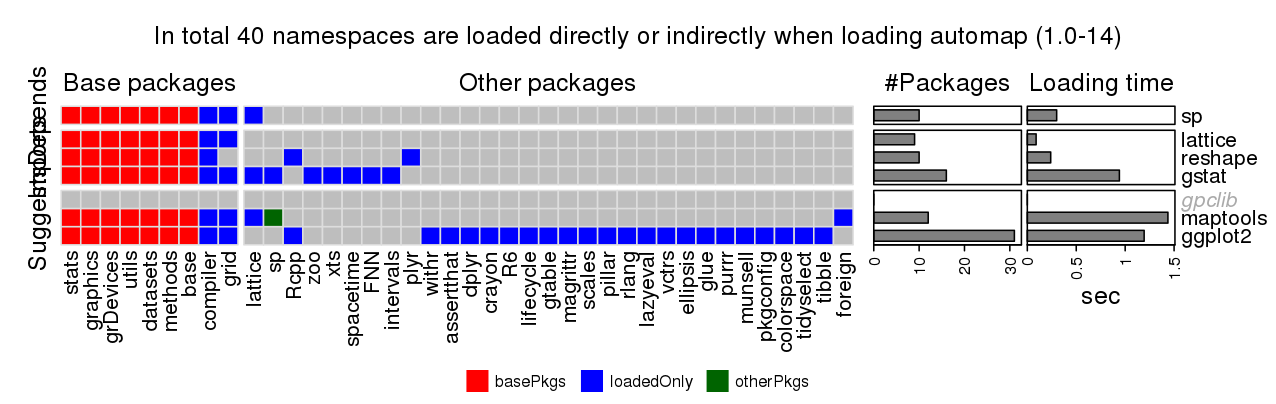 In total 40 namespaces are loaded directly or indirectly when loading automap (1.0-14)
Base packages
Other packages
#Packages
Loading time
Depends
Imports
Suggests
sp
lattice
reshape
gstat
gpclib
maptools
ggplot2
stats
graphics
grDevices
utils
datasets
methods
base
compiler
grid
lattice
sp
Rcpp
zoo
xts
spacetime
FNN
intervals
plyr
withr
assertthat
dplyr
crayon
R6
lifecycle
gtable
magrittr
scales
pillar
rlang
lazyeval
vctrs
ellipsis
glue
purrr
munsell
pkgconfig
colorspace
tidyselect
tibble
foreign
0
10
20
30
0
0.5
1
1.5
sec
basePkgs
loadedOnly
otherPkgs